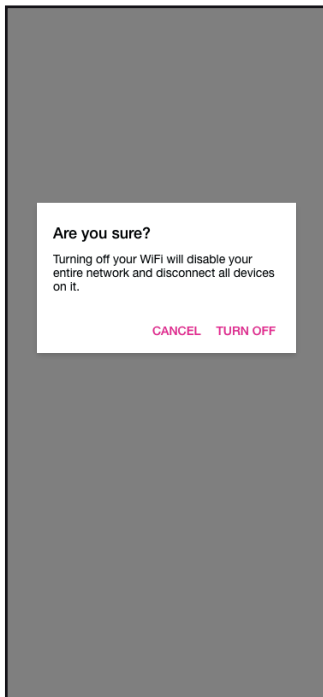 Are you sure?
Turning off your WiFi will disable your
entire network and disconnect all devices
on it.
CANCEL TURN OFF